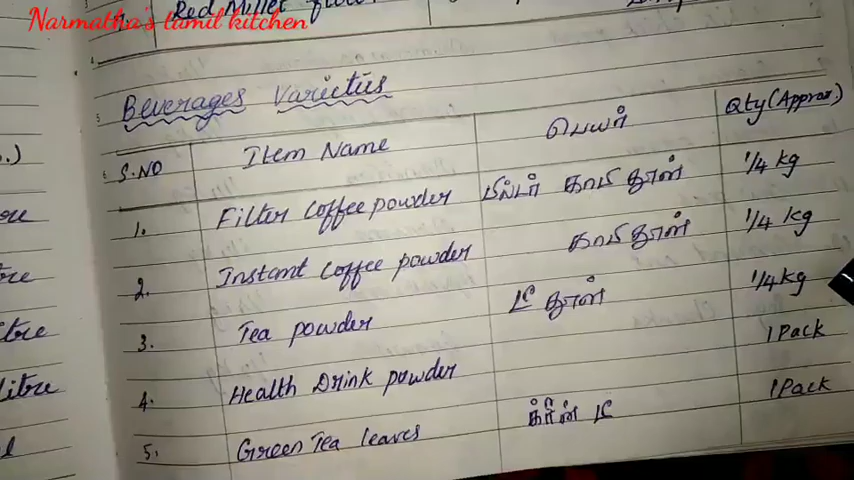 Narmatha's tamil kitchen
Red Millet flour
Beverages Varieties
S.NO Item Name பெயர் Qty(Approx)
1. Filter Coffee powder பில்டர் காபி தூள் 1/4 kg
2. Instant Coffee powder காபி தூள் 1/4 kg
3. Tea powder டீ தூள் 1/4 kg
4. Health Drink powder 1 Pack
5. Green Tea leaves கிரீன் டீ 1 Pack
.)
Litre